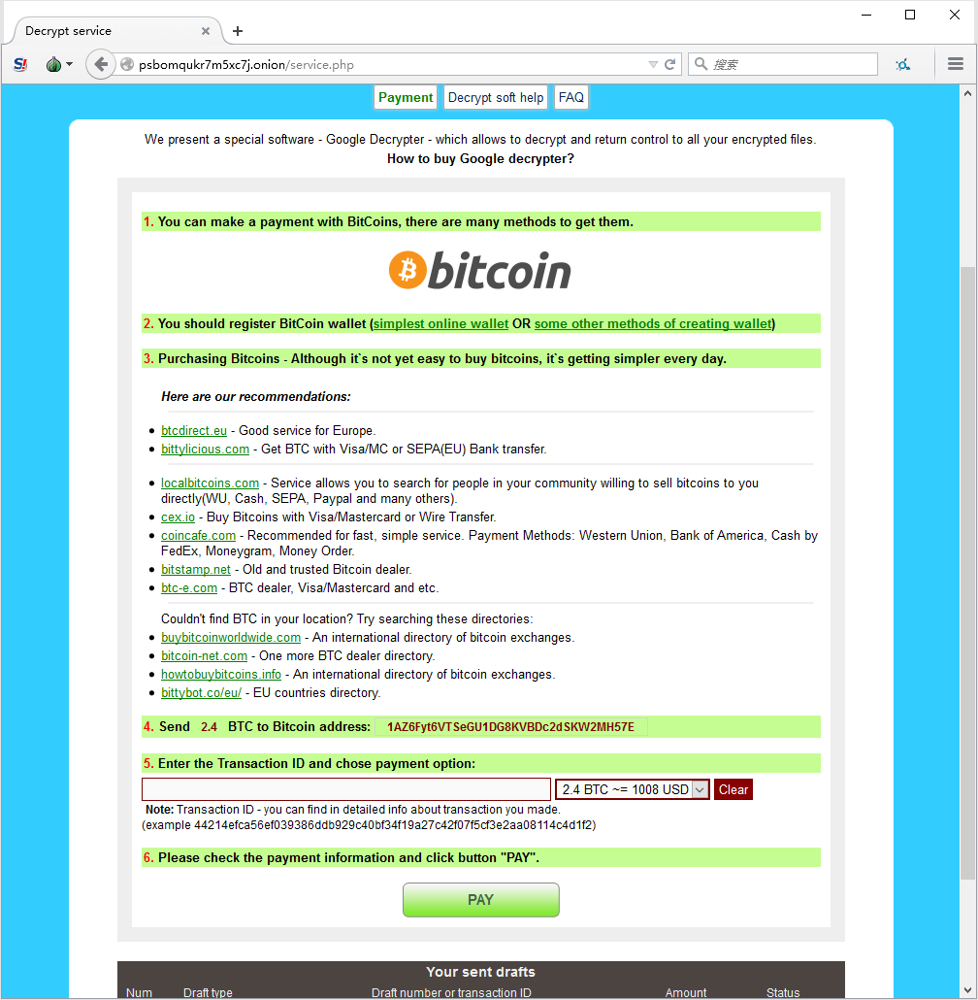 Decrypt service
psbomqukr7m5xc7j.onion/service.php
搜索
Payment
Decrypt soft help
FAQ
We present a special software - Google Decrypter - which allows to decrypt and return control to all your encrypted files.
How to buy Google decrypter?
1. You can make a payment with BitCoins, there are many methods to get them.
bitcoin
2. You should register BitCoin wallet (simplest online wallet OR some other methods of creating wallet)
3. Purchasing Bitcoins - Although it`s not yet easy to buy bitcoins, it`s getting simpler every day.
Here are our recommendations:
btcdirect.eu - Good service for Europe.
bittylicious.com - Get BTC with Visa/MC or SEPA(EU) Bank transfer.
localbitcoins.com - Service allows you to search for people in your community willing to sell bitcoins to you
directly(WU, Cash, SEPA, Paypal and many others).
cex.io - Buy Bitcoins with Visa/Mastercard or Wire Transfer.
coincafe.com - Recommended for fast, simple service. Payment Methods: Western Union, Bank of America, Cash by
FedEx, Moneygram, Money Order.
bitstamp.net - Old and trusted Bitcoin dealer.
btc-e.com - BTC dealer, Visa/Mastercard and etc.
Couldn't find BTC in your location? Try searching these directories:
buybitcoinworldwide.com - An international directory of bitcoin exchanges.
bitcoin-net.com - One more BTC dealer directory.
howtobuybitcoins.info - An international directory of bitcoin exchanges.
bittybot.co/eu/ - EU countries directory.
4. Send 2.4 BTC to Bitcoin address: 1AZ6Fyt6VTSeGU1DG8KVBDc2dSKW2MH57E
5. Enter the Transaction ID and chose payment option:
2.4 BTC ~= 1008 USD
Clear
Note: Transaction ID - you can find in detailed info about transaction you made.
(example 44214efca56ef039386ddb929c40bf34f19a27c42f07f5cf3e2aa08114c4d1f2)
6. Please check the payment information and click button "PAY".
PAY
Your sent drafts
Num Draft type Draft number or transaction ID Amount Status